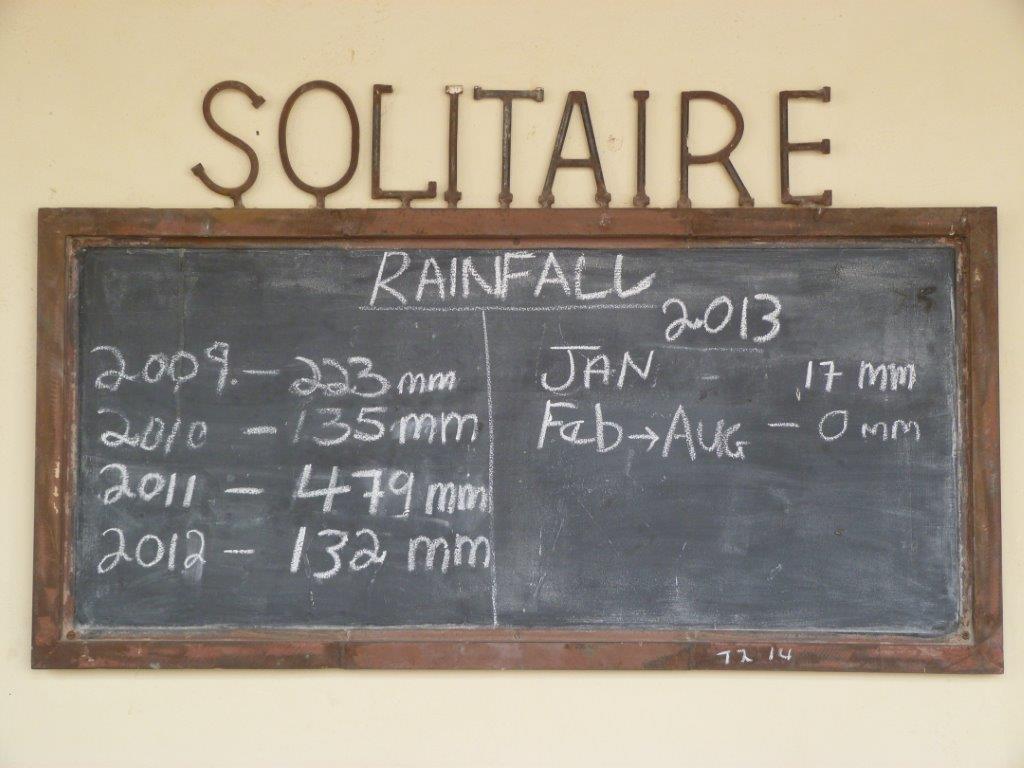 SOLITAIRE
RAINFALL
2009. - 223 mm
2010 - 135 mm
2011 - 479 mm
2012 - 132 mm
2013
JAN - 17 mm
Feb → AUG - 0 mm